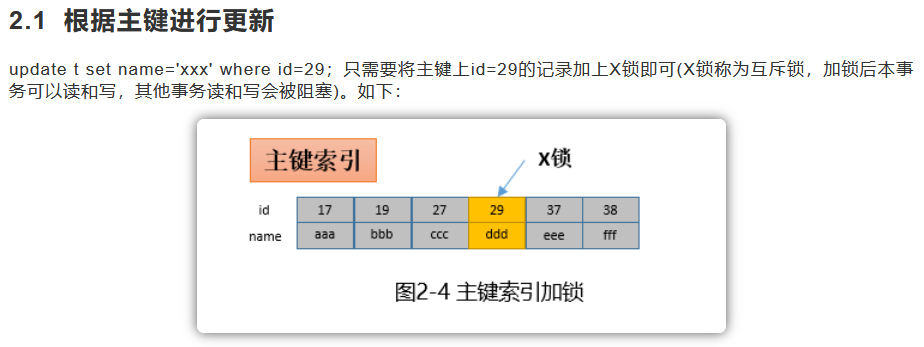 2.1 根据主键进行更新
update t set name='xxx' where id=29；只需要将主键上id=29的记录加上X锁即可(X锁称为互斥锁，加锁后本事
务可以读和写，其他事务读和写会被阻塞)。如下：
主键索引
X锁
id 17 19 27 29 37 38
name aaa bbb ccc ddd eee fff
图2-4 主键索引加锁